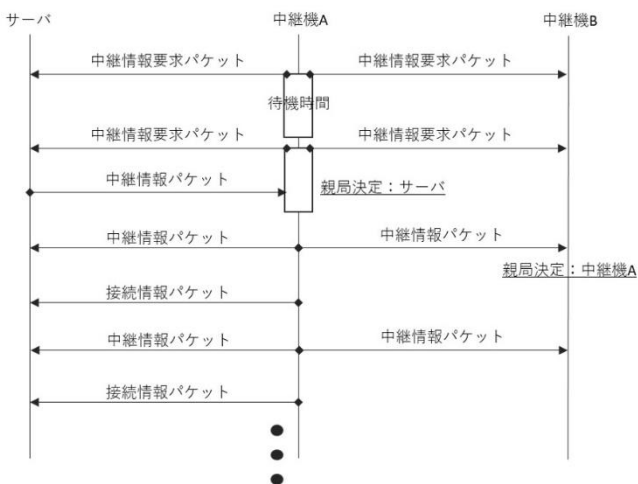 サーバ
中継機A
中継機B
中継情報要求パケット
中継情報要求パケット
待機時間
中継情報要求パケット
中継情報要求パケット
中継情報パケット
親局決定：サーバ
中継情報パケット
中継情報パケット
親局決定：中継機A
接続情報パケット
中継情報パケット
中継情報パケット
接続情報パケット